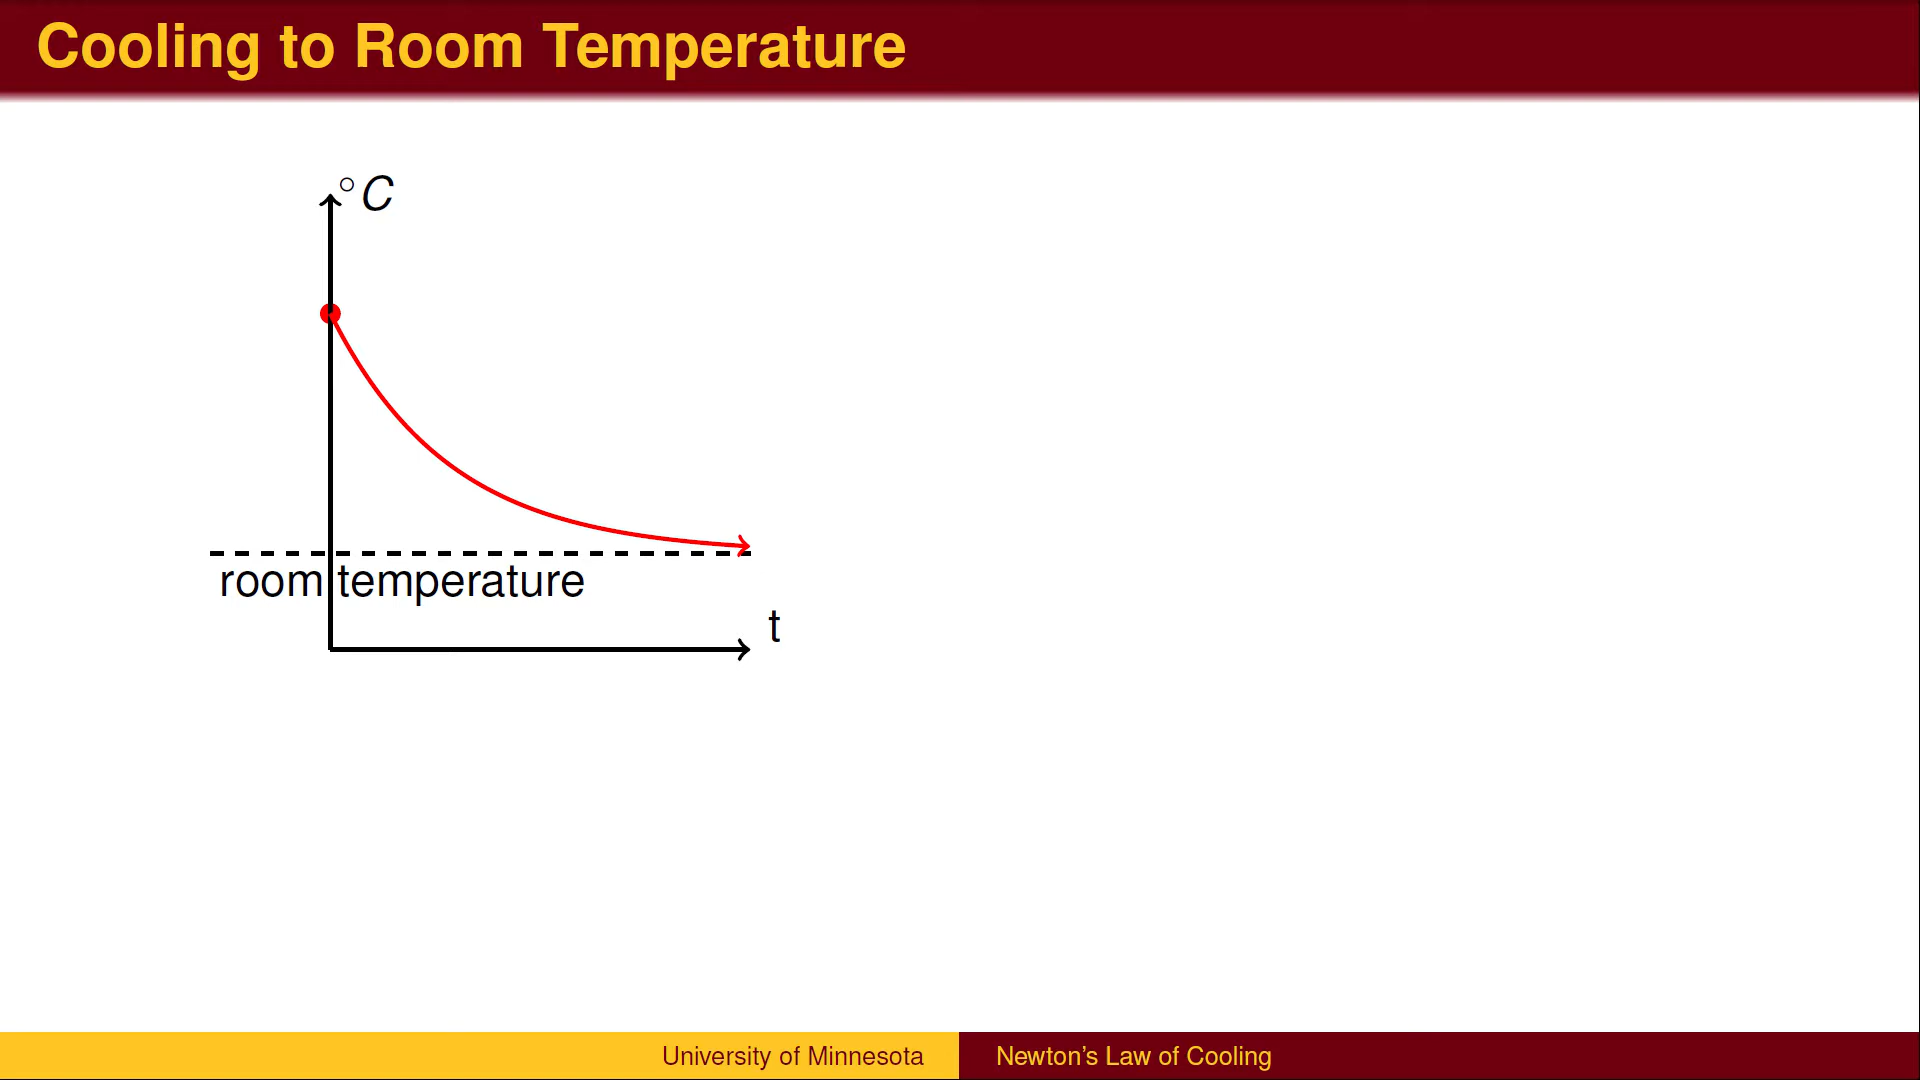 Cooling to Room Temperature
°C
room temperature
t
University of Minnesota
Newton's Law of Cooling